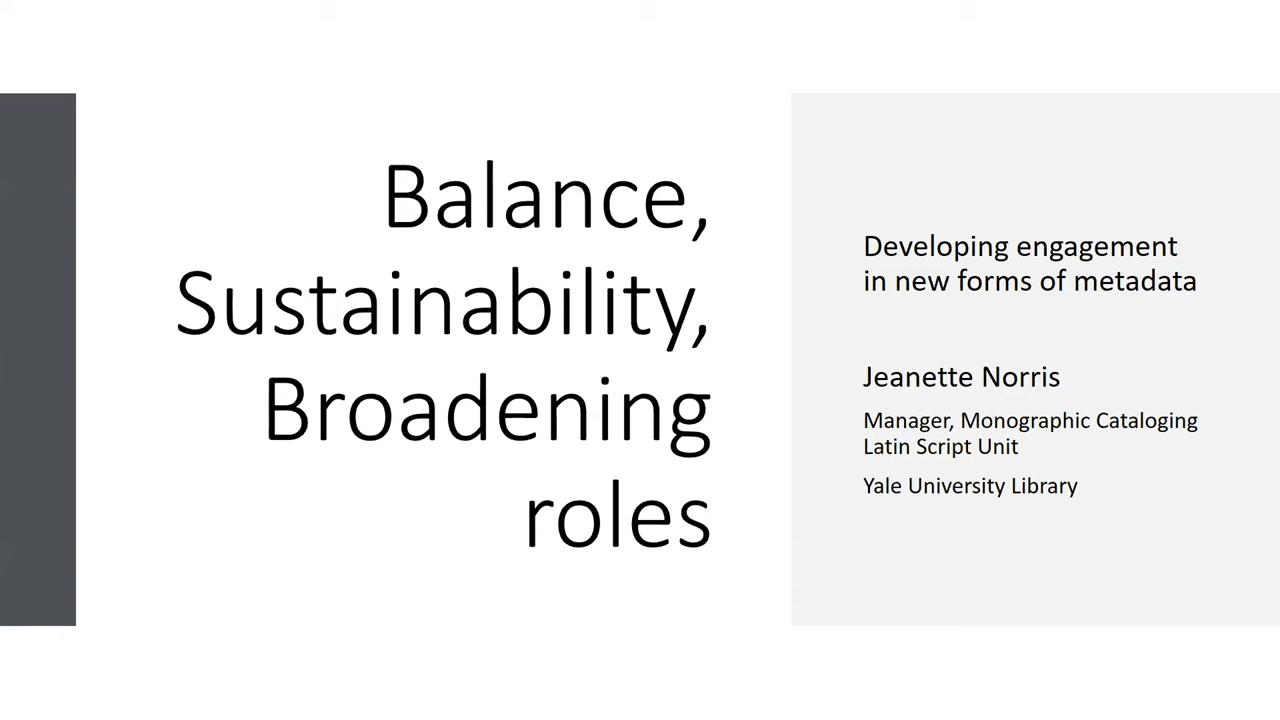 Balance,
Sustainability,
Broadening
roles
Developing engagement
in new forms of metadata
Jeanette Norris
Manager, Monographic Cataloging
Latin Script Unit
Yale University Library